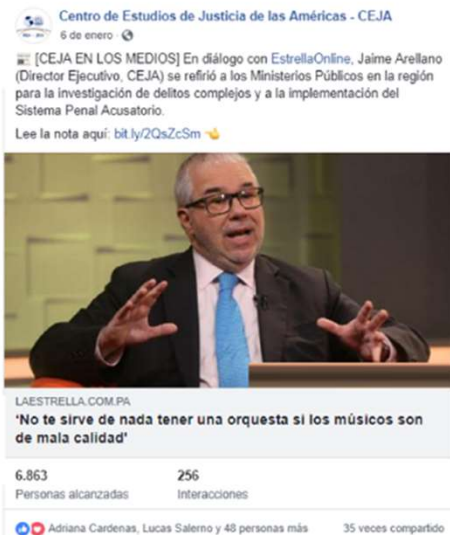 Centro de Estudios de Justicia de las Américas - CEJA
6 de enero ·
[CEJA EN LOS MEDIOS] En diálogo con EstrellaOnline, Jaime Arellano
(Director Ejecutivo, CEJA) se refirió a los Ministerios Públicos en la región
para la investigación de delitos complejos y a la implementación del
Sistema Penal Acusatorio.
Lee la nota aquí: bit.ly/2QsZcSm
LAESTRELLA.COM.PA
‘No te sirve de nada tener una orquesta si los músicos son
de mala calidad’
6.863 256
Personas alcanzadas Interacciones
Adriana Cardenas, Lucas Salerno y 48 personas más 35 veces compartido